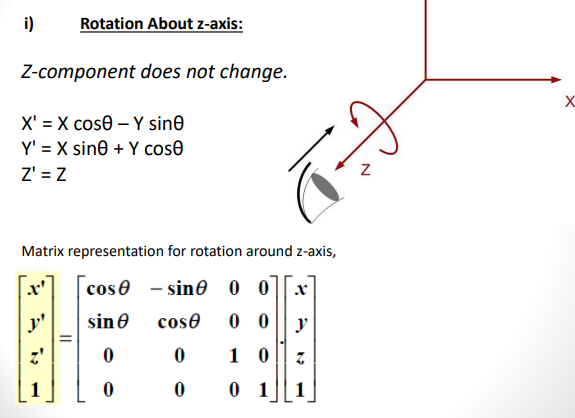 i) Rotation About z-axis:
Z-component does not change.
X' = X cosθ – Y sinθ
Y' = X sinθ + Y cosθ
Z' = Z
X
Z
Matrix representation for rotation around z-axis,
x' cosθ – sinθ 0 0 x
y' sinθ cosθ 0 0 y
= .
z' 0 0 1 0 z
1 0 0 0 1 1